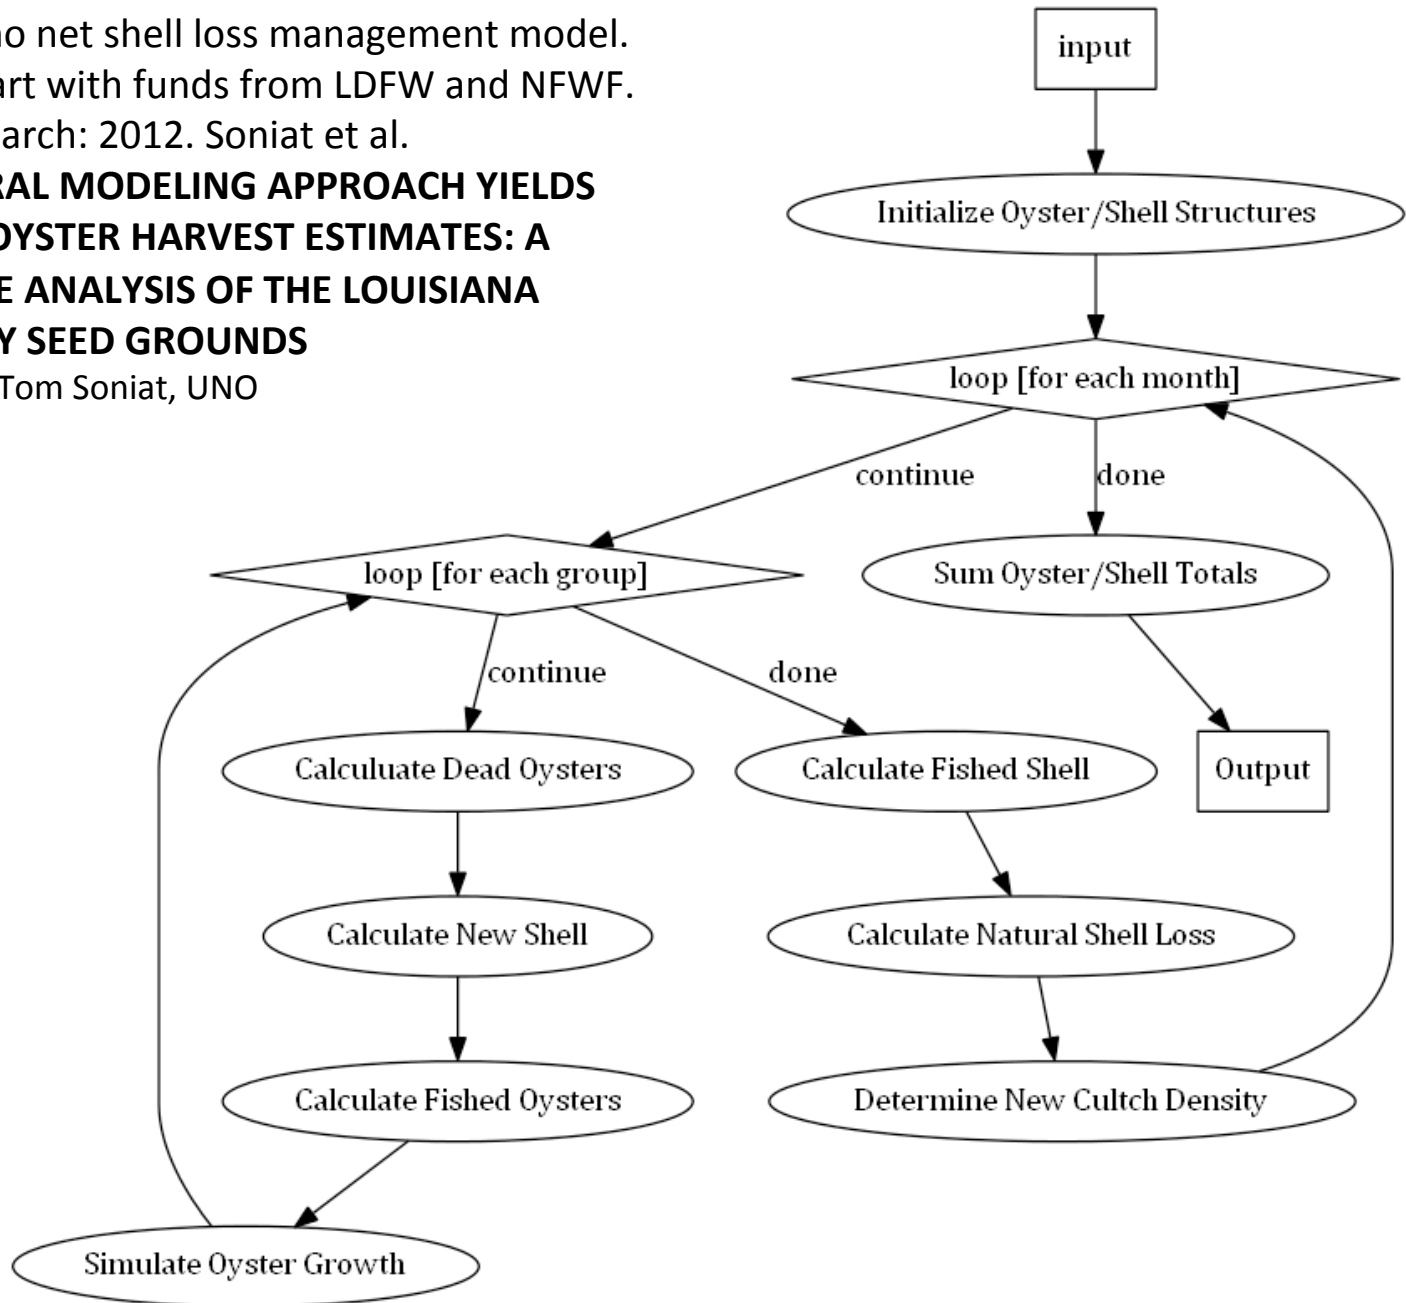 no net shell loss management model.
art with funds from LDFW and NFWF.
arch: 2012. Soniat et al.
RAL MODELING APPROACH YIELDS
OYSTER HARVEST ESTIMATES: A
E ANALYSIS OF THE LOUISIANA
Y SEED GROUNDS
Tom Soniat, UNO
input
Initialize Oyster/Shell Structures
loop [for each month]
continue
done
loop [for each group]
Sum Oyster/Shell Totals
continue
done
Calculuate Dead Oysters
Calculate Fished Shell
Output
Calculate New Shell
Calculate Natural Shell Loss
Calculate Fished Oysters
Determine New Cultch Density
Simulate Oyster Growth